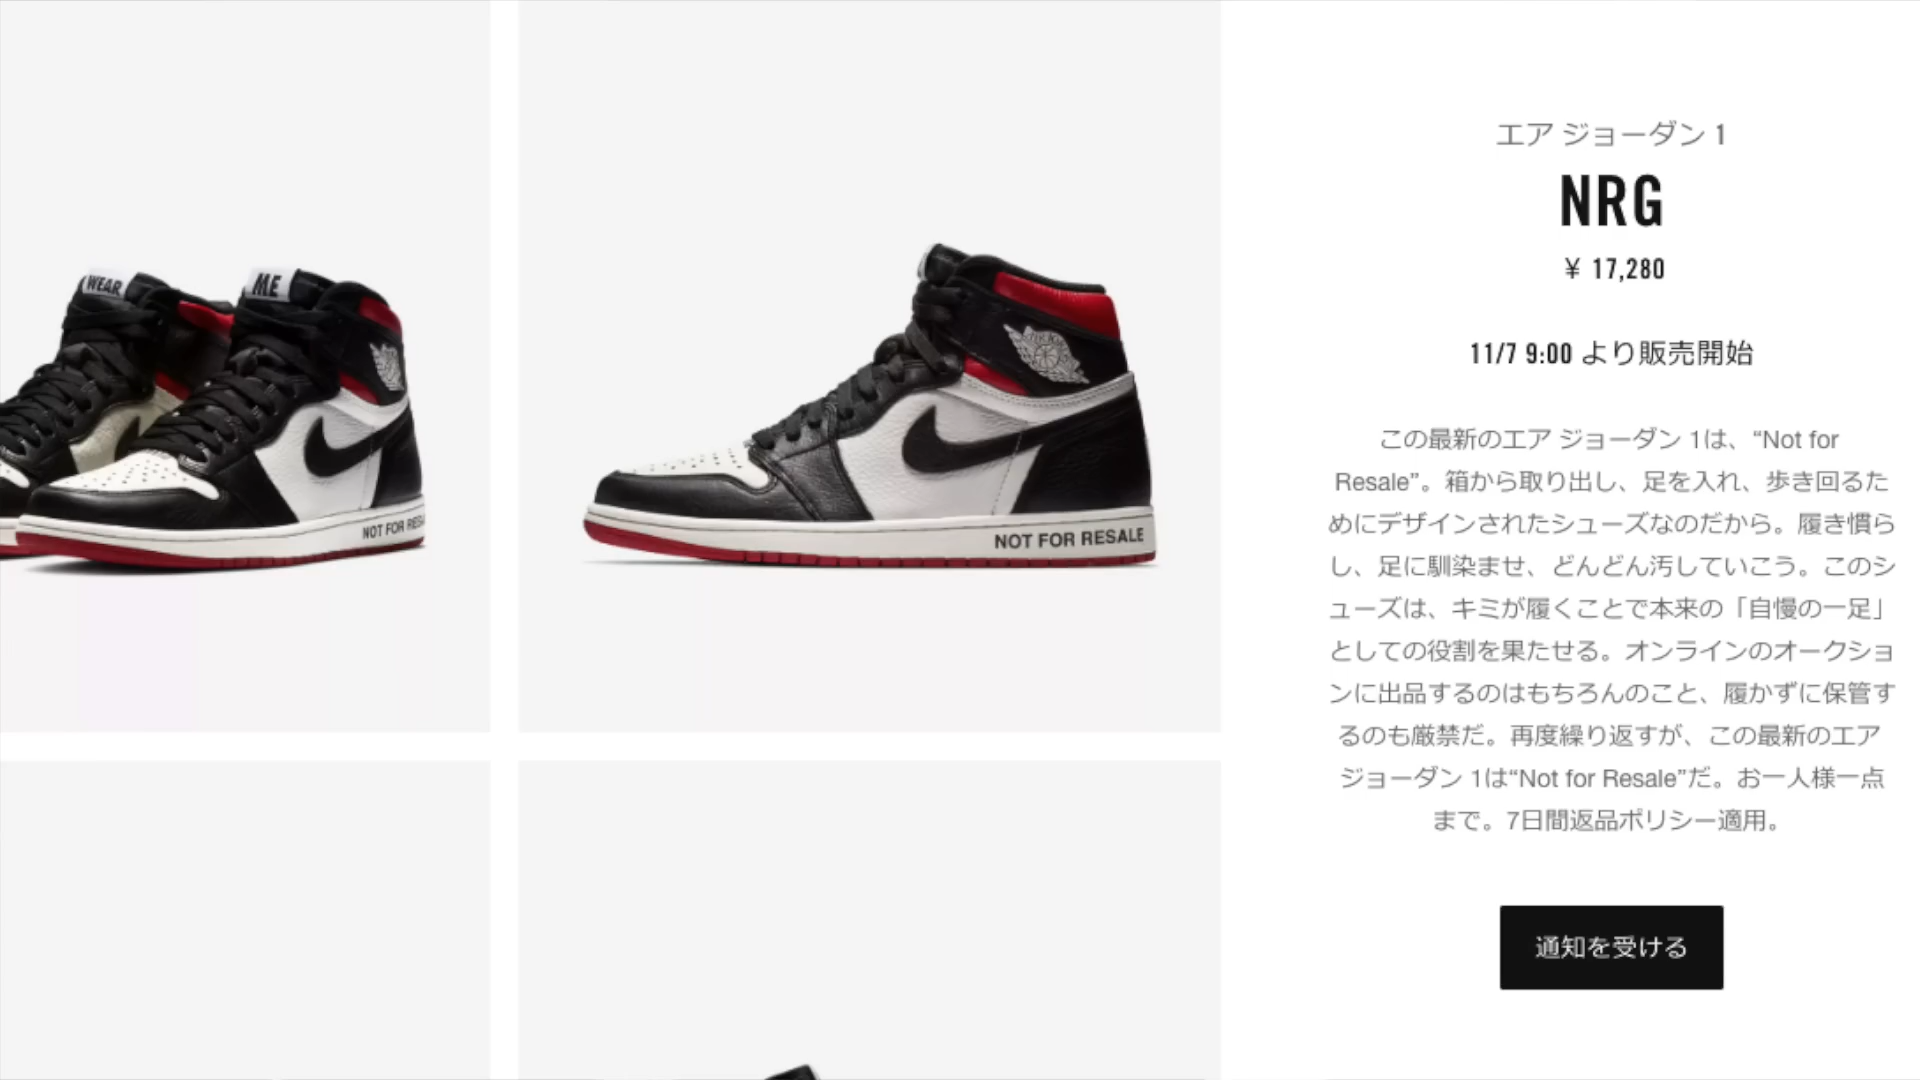 WEAR
ME
NOT FOR RESA
NOT FOR RESALE
エア ジョーダン 1
NRG
¥ 17,280
11/7 9:00 より販売開始
この最新のエア ジョーダン 1は、“Not for
Resale”。箱から取り出し、足を入れ、歩き回るた
めにデザインされたシューズなのだから。履き慣ら
し、足に馴染ませ、どんどん汚していこう。このシ
ューズは、キミが履くことで本来の「自慢の一足」
としての役割を果たせる。オンラインのオークショ
ンに出品するのはもちろんのこと、履かずに保管す
るのも厳禁だ。再度繰り返すが、この最新のエア
ジョーダン 1は“Not for Resale”だ。お一人様一点
まで。7日間返品ポリシー適用。
通知を受ける